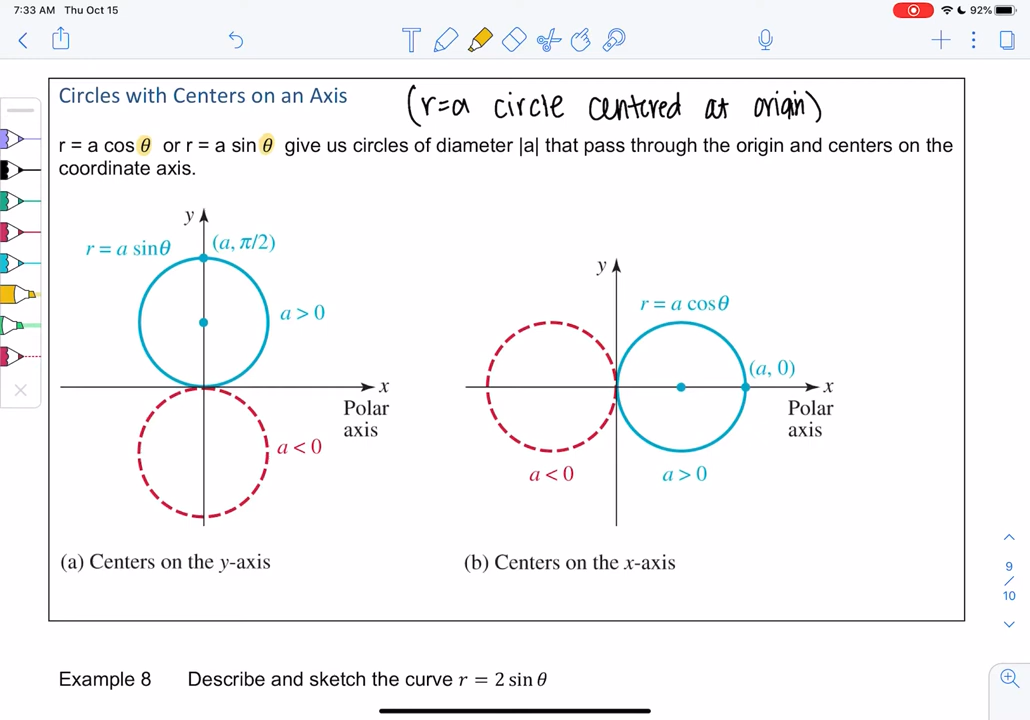 7:33 AM Thu Oct 15
92%
Circles with Centers on an Axis
(r=a circle centered at origin)
r = a cos θ or r = a sin θ give us circles of diameter |a| that pass through the origin and centers on the
coordinate axis.
y
r = a sinθ
(a, π/2)
a > 0
x
Polar
axis
a < 0
(a) Centers on the y-axis
y
r = a cosθ
(a, 0)
x
Polar
axis
a < 0
a > 0
(b) Centers on the x-axis
9
/
10
Example 8 Describe and sketch the curve r = 2 sin θ